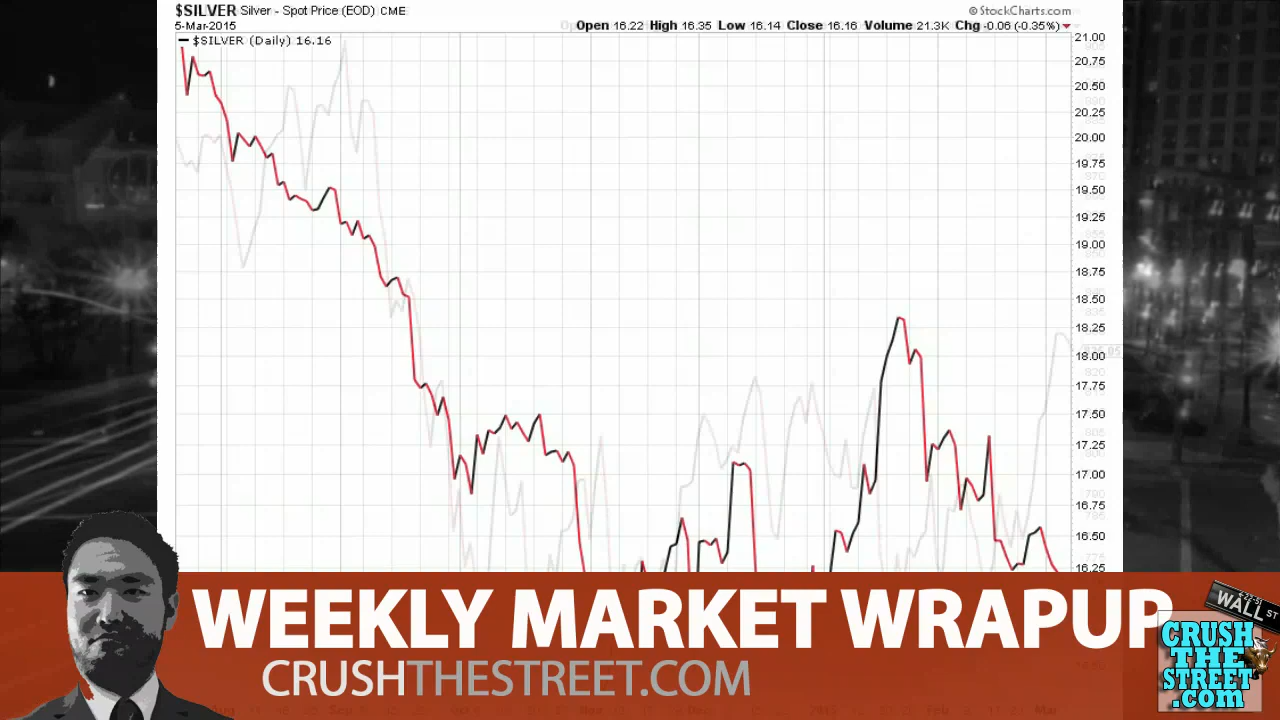 $SILVER Silver - Spot Price (EOD) CME
© StockCharts.com
5-Mar-2015
Open 16.22 High 16.35 Low 16.14 Close 16.16 Volume 21.3K Chg -0.06 (-0.35%)
$SILVER (Daily) 16.16
21.00
20.75
20.50
20.25
20.00
19.75
19.50
19.25
19.00
18.75
18.50
18.25
18.00
17.75
17.50
17.25
17.00
16.75
16.50
16.25
WEEKLY MARKET WRAPUP
CRUSHTHESTREET.COM
WALL ST
CRUSH
THE
STREET
.com